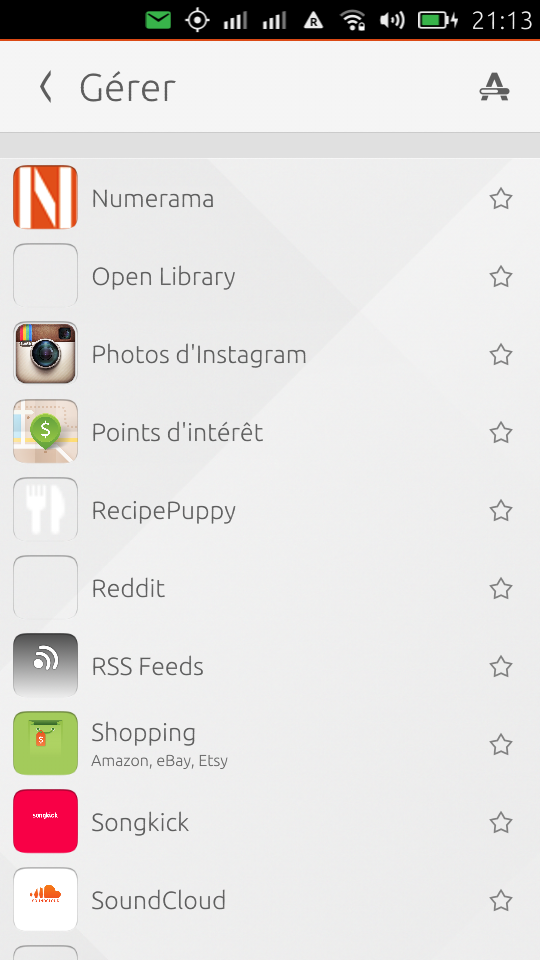 21:13
Gérer
Numerama
Open Library
Photos d'Instagram
Points d'intérêt
RecipePuppy
Reddit
RSS Feeds
Shopping
Amazon, eBay, Etsy
songkick
Songkick
SOUNDCLOUD
SoundCloud